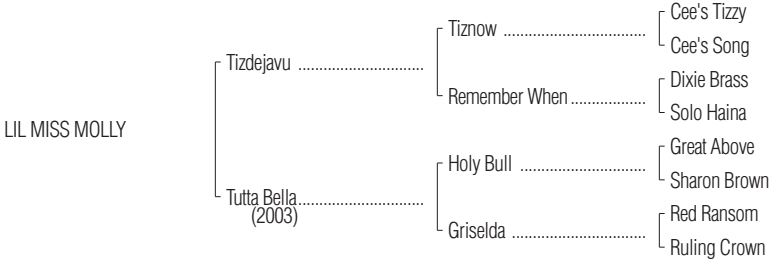 Cee's Tizzy
Tiznow ..................................
Cee's Song
Tizdejavu ..............................
Dixie Brass
Remember When ..................
Solo Haina
LIL MISS MOLLY
Great Above
Holy Bull ..............................
Sharon Brown
Tutta Bella ..............................
(2003)
Red Ransom
Griselda ................................
Ruling Crown